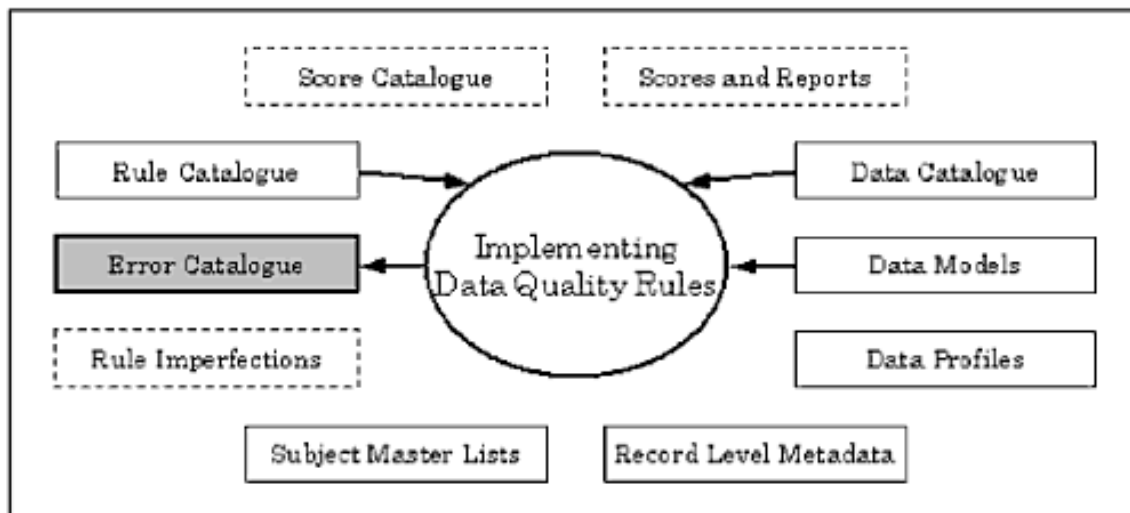 Score Catalogue
Scores and Reports
Rule Catalogue
Data Catalogue
Implementing
Data Quality Rules
Error Catalogue
Data Models
Rule Imperfections
Data Profiles
Subject Master Lists
Record Level Metadata